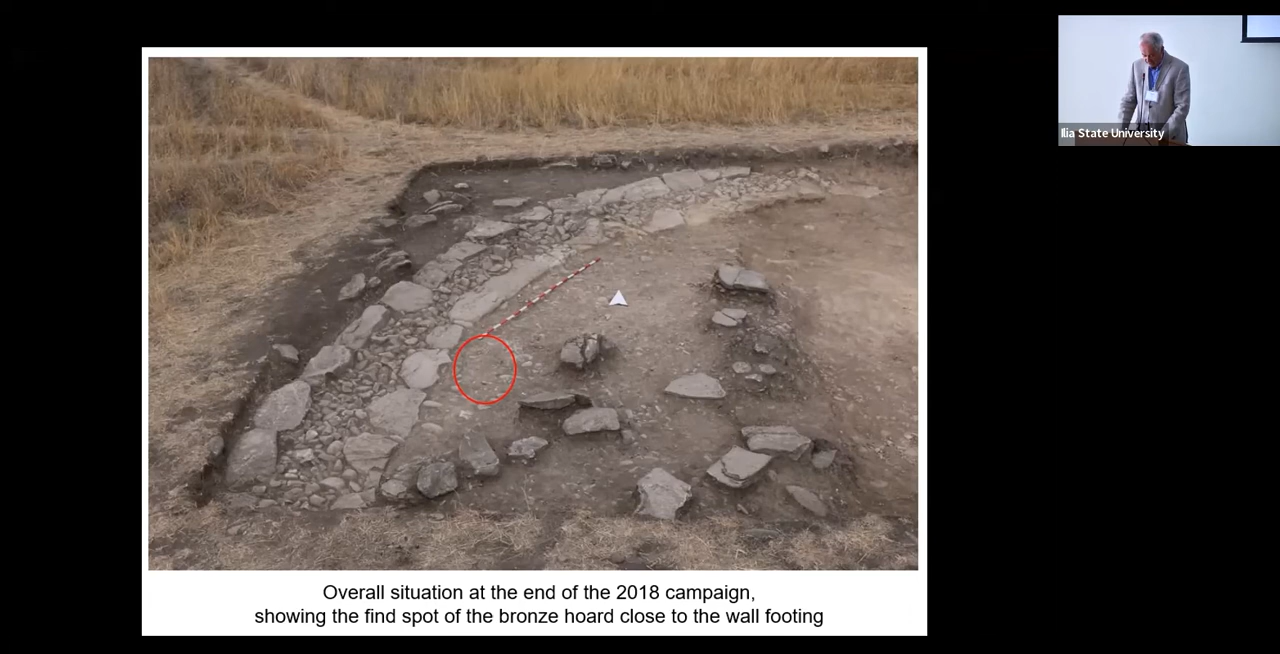 Ilia State University
Overall situation at the end of the 2018 campaign,
showing the find spot of the bronze hoard close to the wall footing